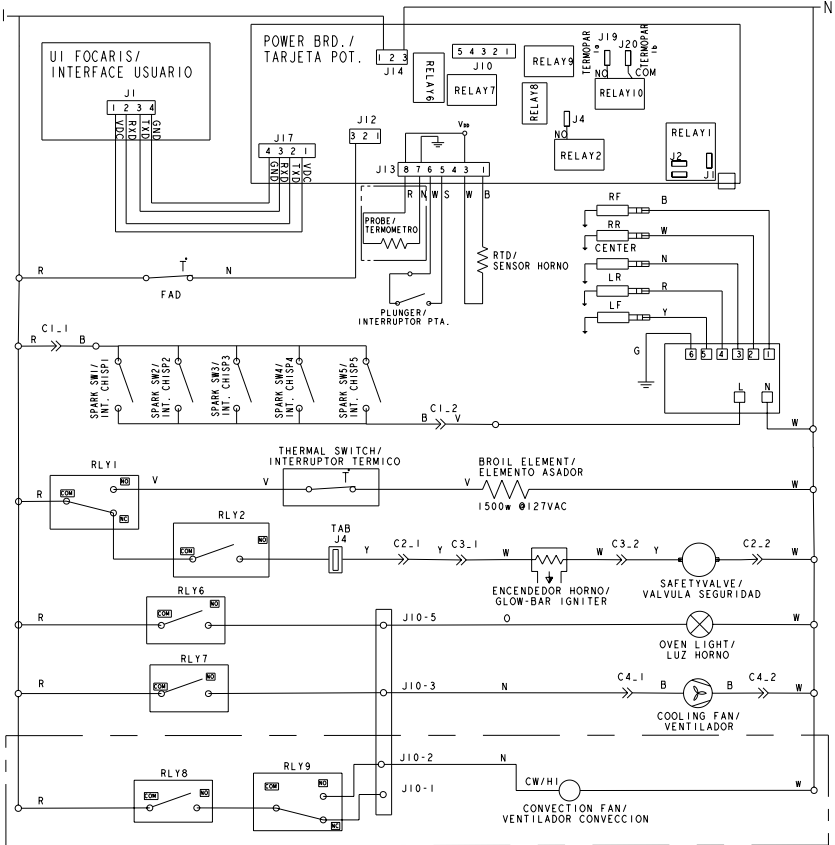 I
N
UI FOCARIS/
INTERFACE USUARIO
J1
1 2 3 4
VDC
RXD
TXD
GND
POWER BRD./
TARJETA POT.
1 2 3
J14
RELAY6
5 4 3 2 1
J10
RELAY7
RELAY9
RELAY8
TERMOPAR
1a
J19
J20
TERMOPAR
1b
NO
COM
RELAY10
J4
NO
RELAY2
RELAY1
J2
J1
J12
3 2 1
J17
4 3 2 1
GND
RXD
TXD
VDC
VDD
J13
8 7 6 5 4 3 1
R N W S W B
PROBE/
TERMOMETRO
RTD/
SENSOR HORNO
PLUNGER/
INTERRUPTOR PTA.
RF
B
RR
W
CENTER
N
LR
R
LF
Y
G
6 5 4 3 2 1
L N
W
R
T°
N
FAD
R
C1_1
B
SPARK SW1/
INT. CHISP1
SPARK SW2/
INT. CHISP2
SPARK SW3/
INT. CHISP3
SPARK SW4/
INT. CHISP4
SPARK SW5/
INT. CHISP5
B
C1_2
V
RLY1
R
COM
NO
NC
V
V
THERMAL SWITCH/
INTERRUPTOR TERMICO
T°
V
BROIL ELEMENT/
ELEMENTO ASADOR
1500w @127VAC
W
RLY2
COM
NO
TAB
J4
Y
C2_1
Y
C3_1
W
ENCENDEDOR HORNO/
GLOW-BAR IGNITER
W
C3_2
Y
SAFETYVALVE/
VALVULA SEGURIDAD
C2_2
W
RLY6
R
COM
NO
J10-5
O
OVEN LIGHT/
LUZ HORNO
W
RLY7
R
COM
NO
J10-3
N
C4_1
B
COOLING FAN/
VENTILADOR
B
C4_2
W
RLY8
R
COM
NO
RLY9
COM
NO
NC
J10-2
J10-1
N
CW/HI
CONVECTION FAN/
VENTILADOR CONVECCION
W